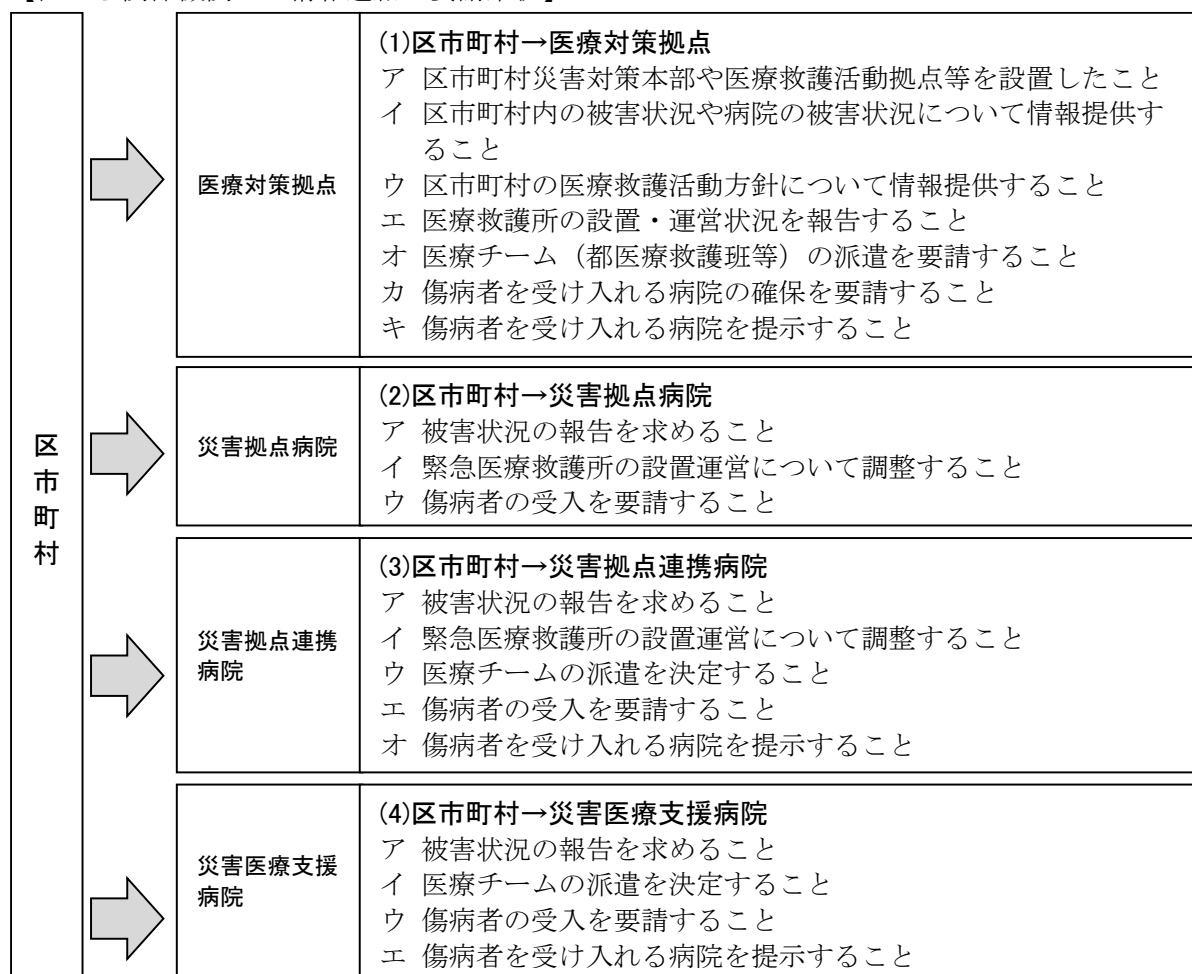 区市町村
医療対策拠点
(1)区市町村→医療対策拠点
ア 区市町村災害対策本部や医療救護活動拠点等を設置したこと
イ 区市町村内の被害状況や病院の被害状況について情報提供す
ること
ウ 区市町村の医療救護活動方針について情報提供すること
エ 医療救護所の設置・運営状況を報告すること
オ 医療チーム（都医療救護班等）の派遣を要請すること
カ 傷病者を受け入れる病院の確保を要請すること
キ 傷病者を受け入れる病院を提示すること
災害拠点病院
(2)区市町村→災害拠点病院
ア 被害状況の報告を求めること
イ 緊急医療救護所の設置運営について調整すること
ウ 傷病者の受入を要請すること
災害拠点連携
病院
(3)区市町村→災害拠点連携病院
ア 被害状況の報告を求めること
イ 緊急医療救護所の設置運営について調整すること
ウ 医療チームの派遣を決定すること
エ 傷病者の受入を要請すること
オ 傷病者を受け入れる病院を提示すること
災害医療支援
病院
(4)区市町村→災害医療支援病院
ア 被害状況の報告を求めること
イ 医療チームの派遣を決定すること
ウ 傷病者の受入を要請すること
エ 傷病者を受け入れる病院を提示すること